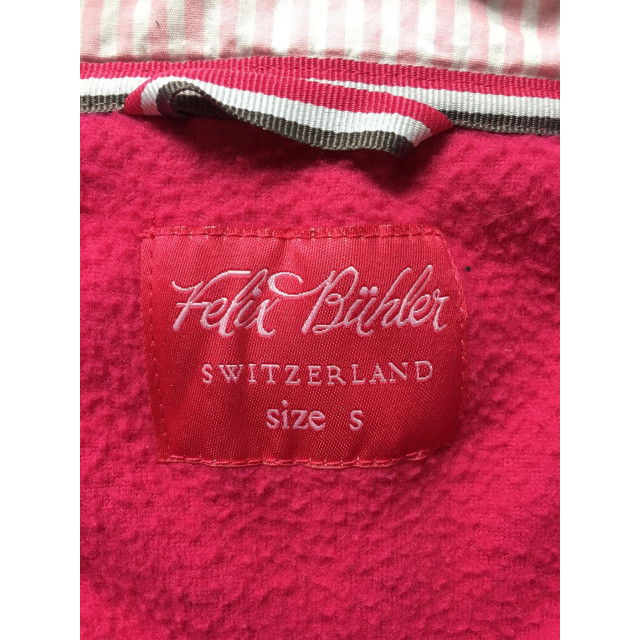 Felix Bühler
SWITZERLAND
size S